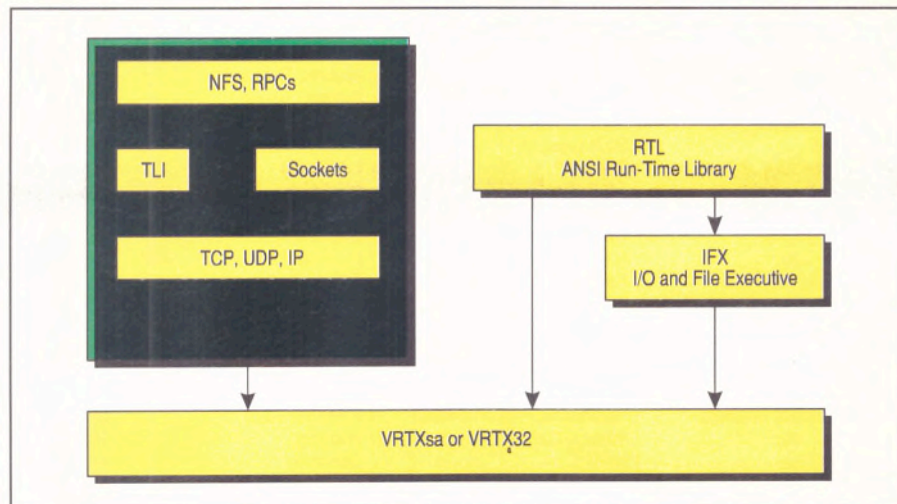 NFS, RPCs
TLI
Sockets
TCP, UDP, IP
RTL
ANSI Run-Time Library
IFX
I/O and File Executive
VRTXsa or VRTX32